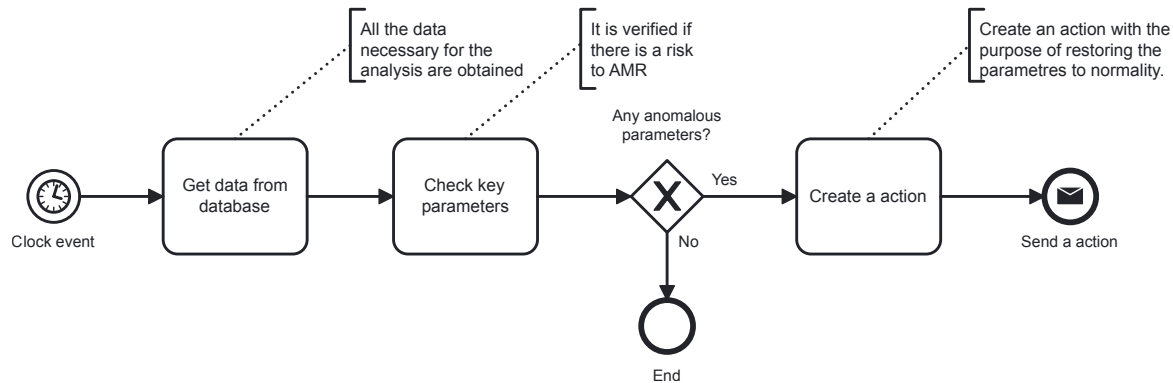 All the data
necessary for the
analysis are obtained
It is verified if
there is a risk
to AMR
Create an action with the
purpose of restoring the
parametres to normality.
Any anomalous
parameters?
Get data from
database
Check key
parameters
X
Yes
Create a action
Clock event
No
Send a action
End